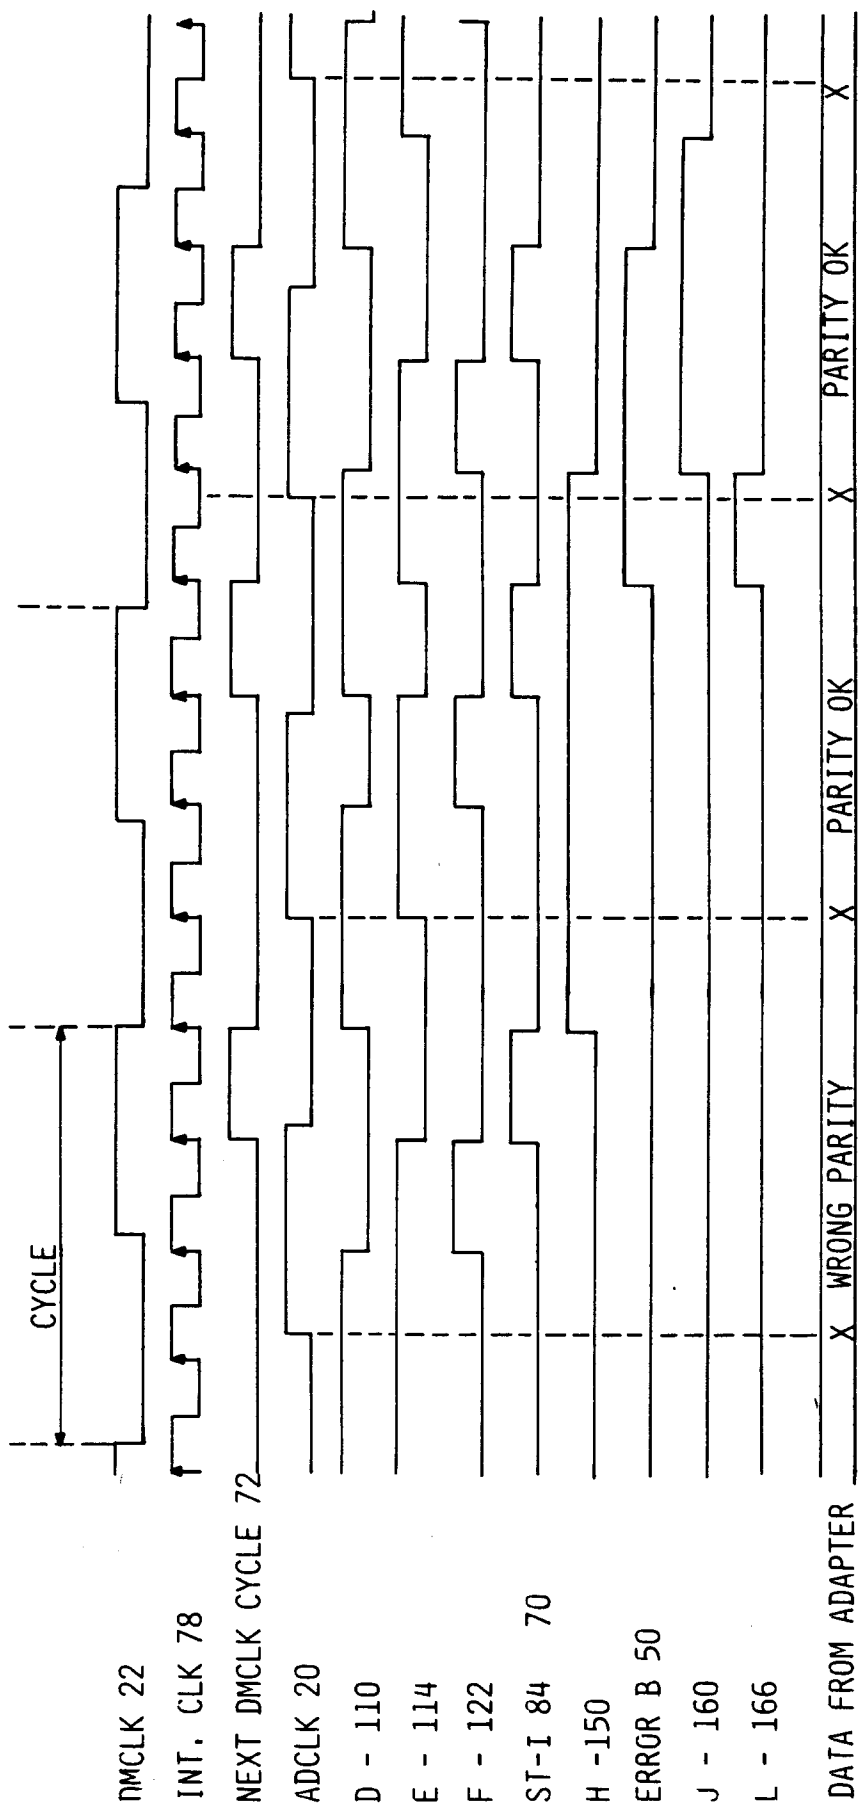 CYCLE
DMCLK 22
INT. CLK 78
NEXT DMCLK CYCLE 72
ADCLK 20
D - 110
E - 114
F - 122
ST-I 84 70
H -150
ERROR B 50
J - 160
L - 166
DATA FROM ADAPTER X WRONG PARITY X PARITY OK X PARITY OK X